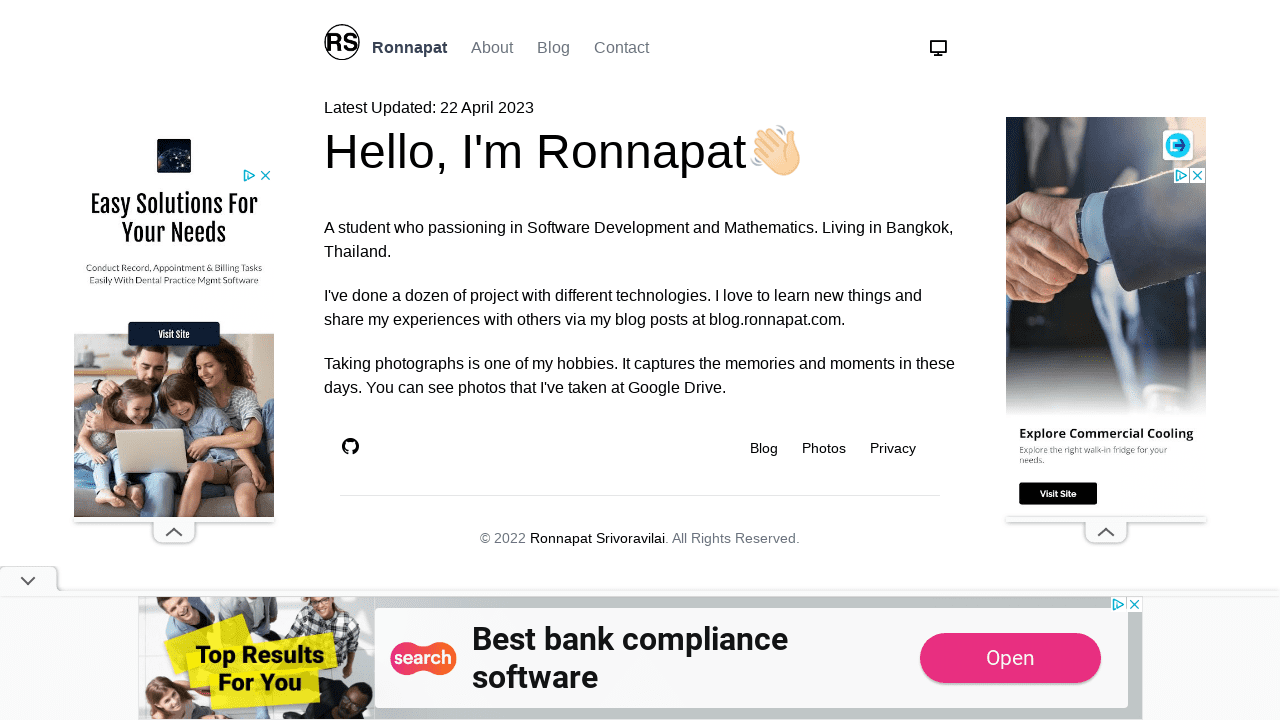 RS
Ronnapat
About
Blog
Contact
Latest Updated: 22 April 2023
Hello, I'm Ronnapat👋🏻
A student who passioning in Software Development and Mathematics. Living in Bangkok,
Thailand.
I've done a dozen of project with different technologies. I love to learn new things and
share my experiences with others via my blog posts at blog.ronnapat.com.
Taking photographs is one of my hobbies. It captures the memories and moments in these
days. You can see photos that I've taken at Google Drive.
Blog
Photos
Privacy
© 2022 Ronnapat Srivoravilai. All Rights Reserved.
Easy Solutions For
Your Needs
Conduct Record, Appointment & Billing Tasks
Easily With Dental Practice Mgmt Software
Visit Site
Explore Commercial Cooling
Explore the right walk-in fridge for your
needs.
Visit Site
Top Results
For You
search
Best bank compliance
software
Open